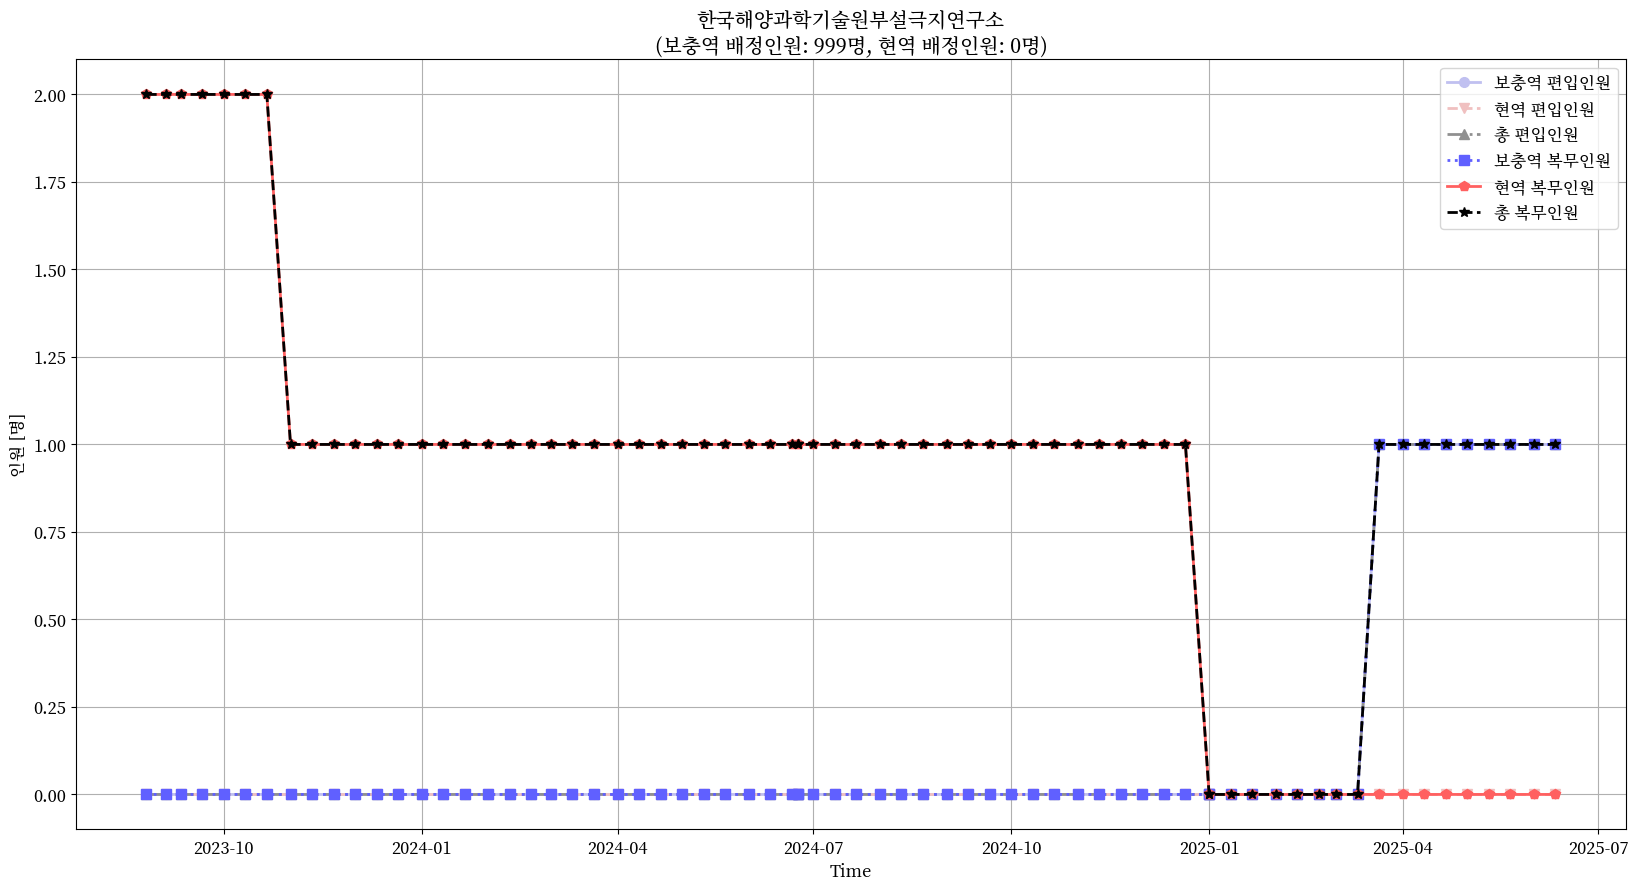 한국해양과학기술원부설극지연구소
(보충역 배정인원: 999명, 현역 배정인원: 0명)
보충역 편입인원
현역 편입인원
총 편입인원
보충역 복무인원
현역 복무인원
총 복무인원
2.00
1.75
1.50
1.25
1.00
0.75
0.50
0.25
0.00
인원 [명]
2023-10
2024-01
2024-04
2024-07
2024-10
2025-01
2025-04
2025-07
Time